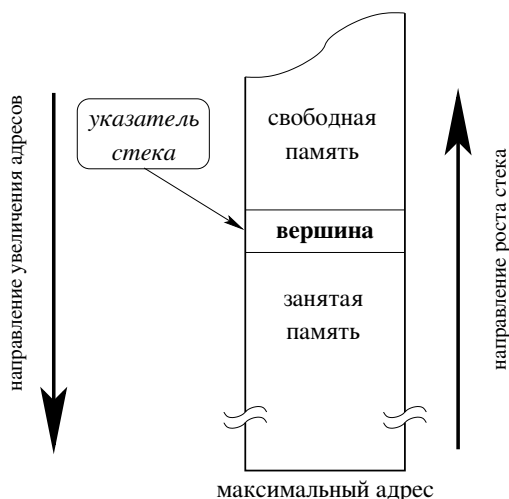 направление увеличения адресов
указатель
стека
свободная
память
вершина
занятая
память
направление роста стека
максимальный адрес